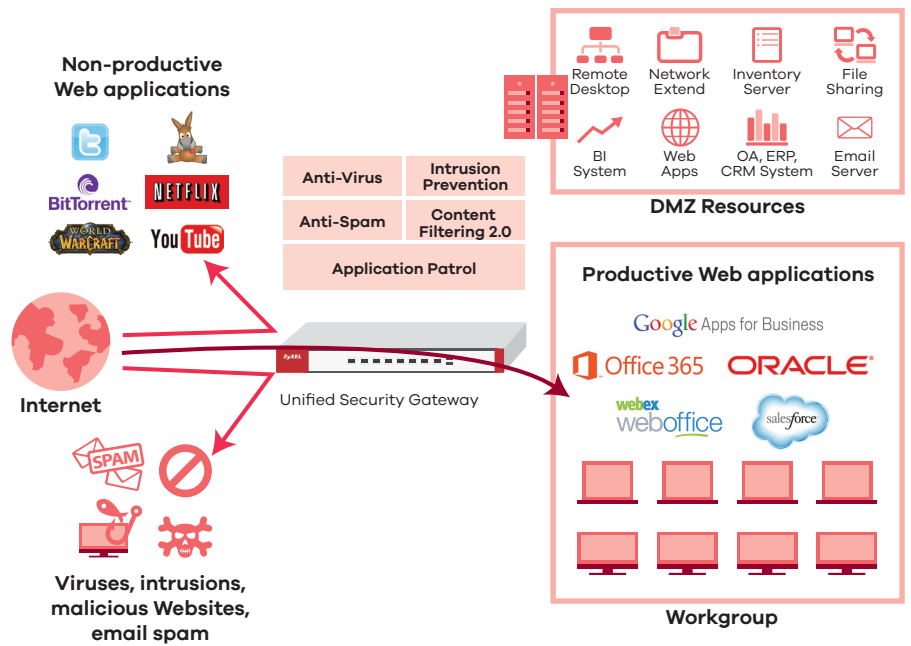 Non-productive
Web applications
BitTorrent
NETFLIX
WORLD
WARCRAFT
You Tube
Anti-Virus
Intrusion
Prevention
Anti-Spam
Content
Filtering 2.0
Application Patrol
Remote
Desktop
Network
Extend
Inventory
Server
File
Sharing
BI
System
Web
Apps
OA, ERP,
CRM System
Email
Server
DMZ Resources
Internet
ZyXEL
Unified Security Gateway
Productive Web applications
Google Apps for Business
Office 365
ORACLE
webex
weboffice
salesforce
SPAM
Viruses, intrusions,
malicious Websites,
email spam
Workgroup